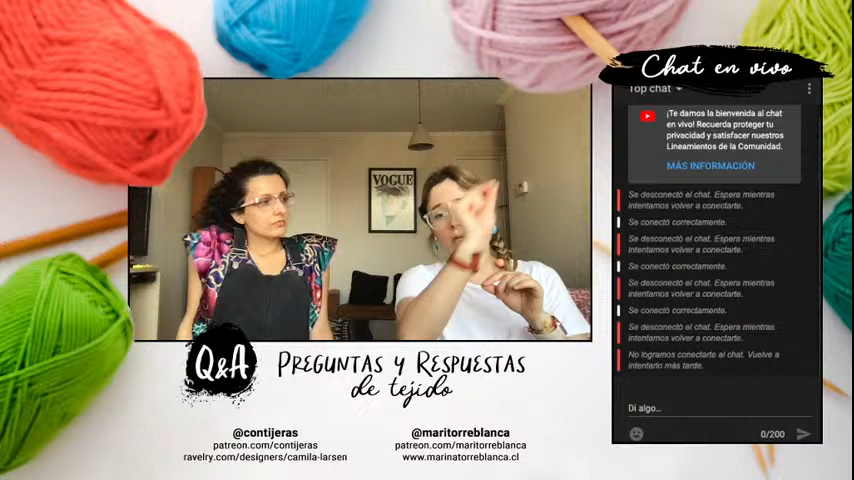 Chat en vivo
Top chat
¡Te damos la bienvenida al chat
en vivo! Recuerda proteger tu
privacidad y satisfacer nuestros
Lineamientos de la Comunidad.
MÁS INFORMACIÓN
Se desconectó el chat. Espera mientras
intentamos volver a conectarte.
Se conectó correctamente.
Se desconectó el chat. Espera mientras
intentamos volver a conectarte.
Se conectó correctamente.
Se desconectó el chat. Espera mientras
intentamos volver a conectarte.
Se conectó correctamente.
Se desconectó el chat. Espera mientras
intentamos volver a conectarte.
No logramos conectarte al chat. Vuelve a
intentarlo más tarde.
Di algo...
0/200
VOGUE
Q&A
Preguntas y Respuestas
de tejido
@contijeras
patreon.com/contijeras
ravelry.com/designers/camila-larsen
@maritorreblanca
patreon.com/maritorreblanca
www.marinatorreblanca.cl